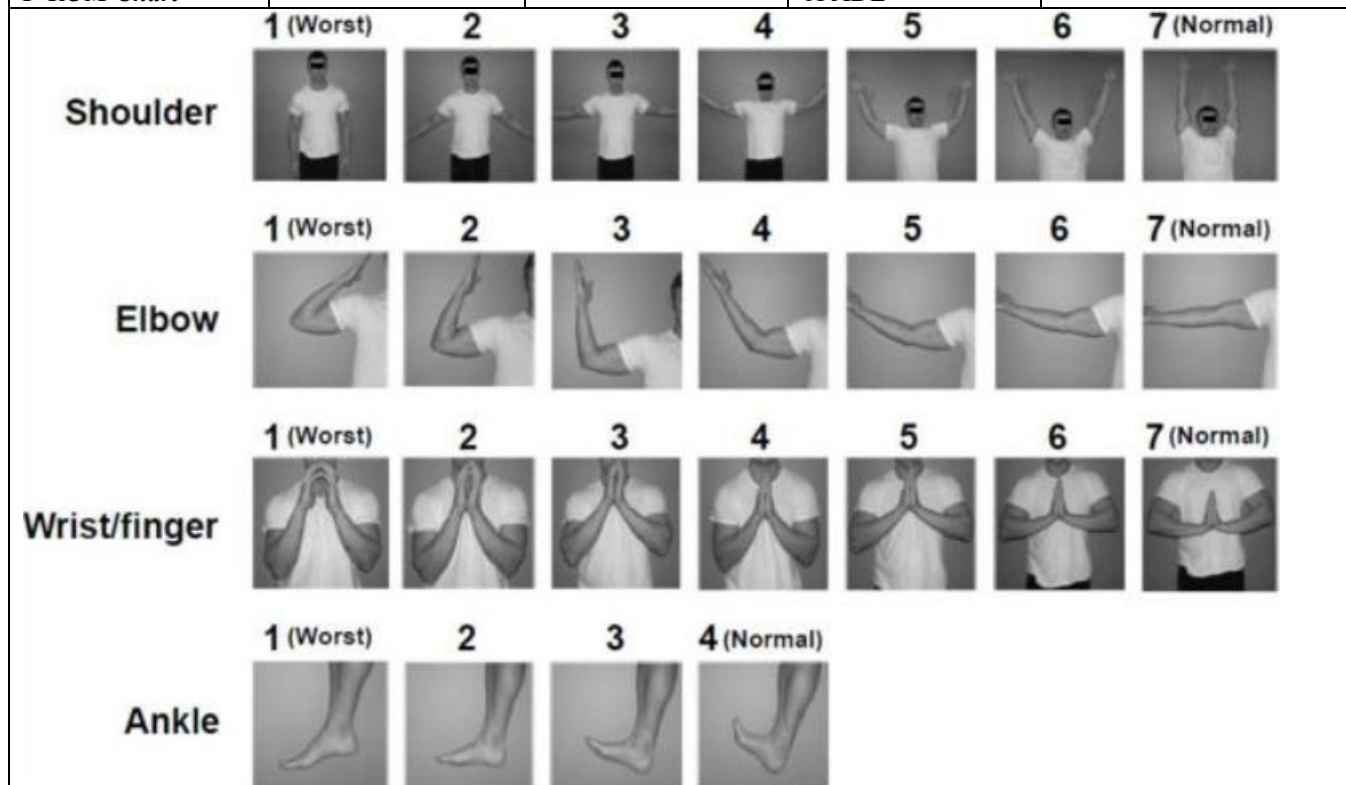 1 (Worst) 2 3 4 5 6 7 (Normal)
Shoulder
1 (Worst) 2 3 4 5 6 7 (Normal)
Elbow
1 (Worst) 2 3 4 5 6 7 (Normal)
Wrist/finger
1 (Worst) 2 3 4 (Normal)
Ankle